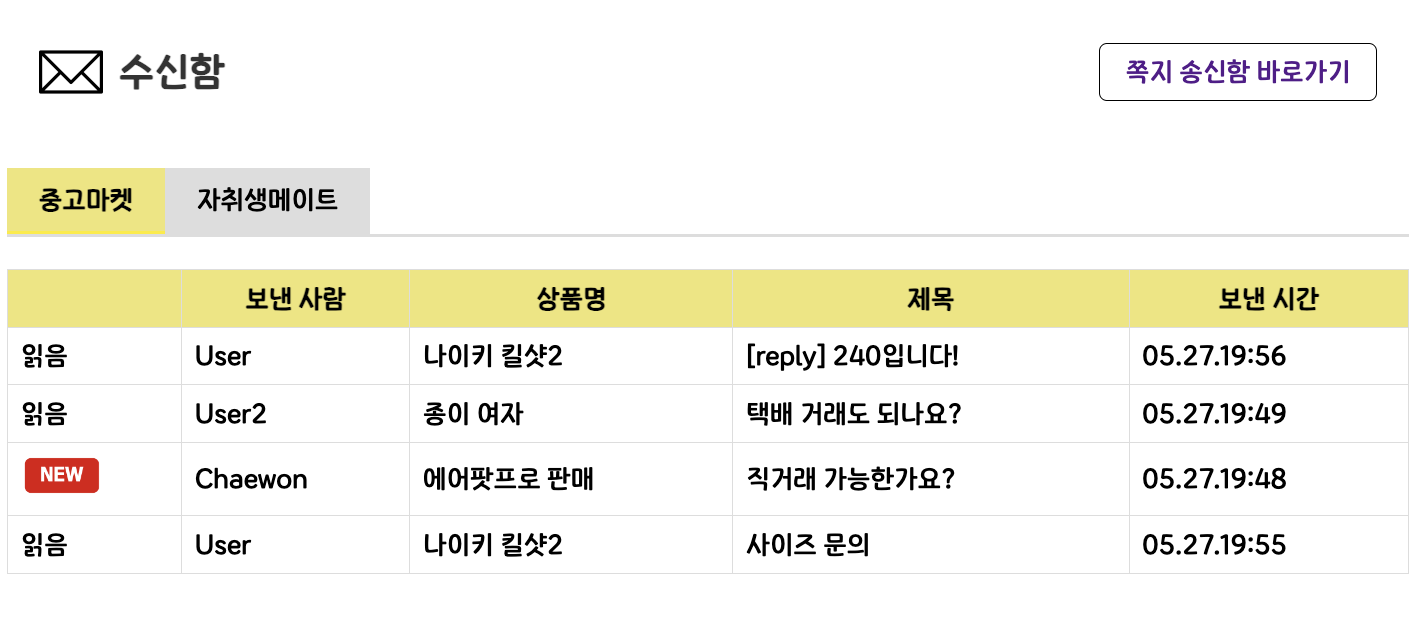 수신함
쪽지 송신함 바로가기
중고마켓 자취생메이트
보낸 사람 상품명 제목 보낸 시간
읽음 User 나이키 킬샷2 [reply] 240입니다! 05.27.19:56
읽음 User2 종이 여자 택배 거래도 되나요? 05.27.19:49
NEW Chaewon 에어팟프로 판매 직거래 가능한가요? 05.27.19:48
읽음 User 나이키 킬샷2 사이즈 문의 05.27.19:55